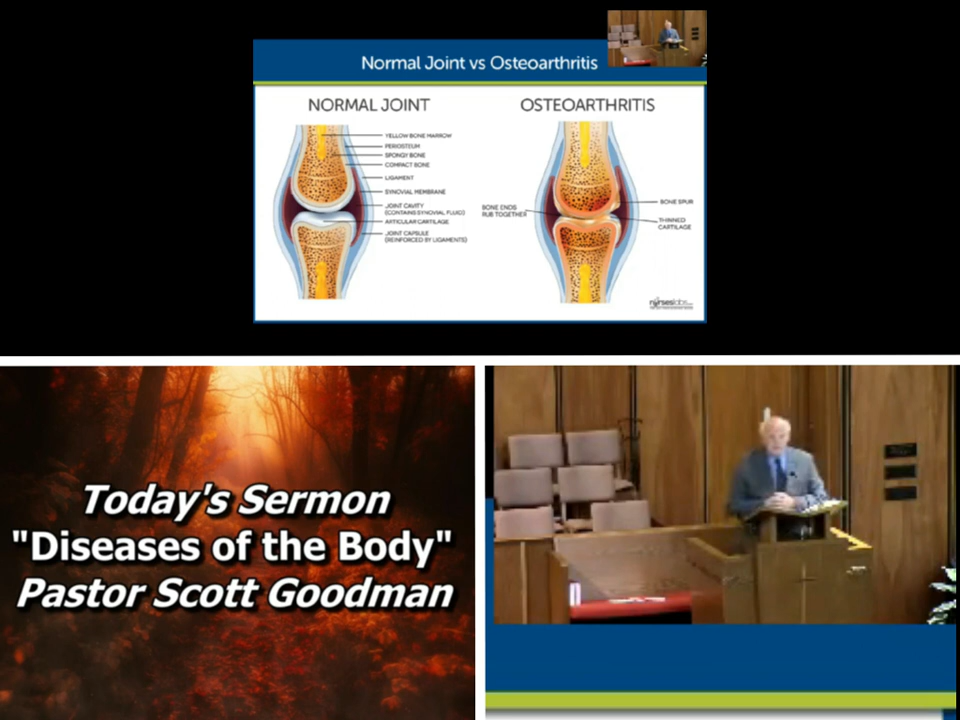 Normal Joint vs Osteoarthritis
NORMAL JOINT
YELLOW BONE MARROW
PERIOSTEUM
SPONGY BONE
COMPACT BONE
LIGAMENT
SYNOVIAL MEMBRANE
JOINT CAVITY
(CONTAINS SYNOVIAL FLUID)
ARTICULAR CARTILAGE
JOINT CAPSULE
(REINFORCED BY LIGAMENTS)
OSTEOARTHRITIS
BONE ENDS
RUB TOGETHER
BONE SPUR
THINNED
CARTILAGE
nurseslabs
Today's Sermon
"Diseases of the Body"
Pastor Scott Goodman